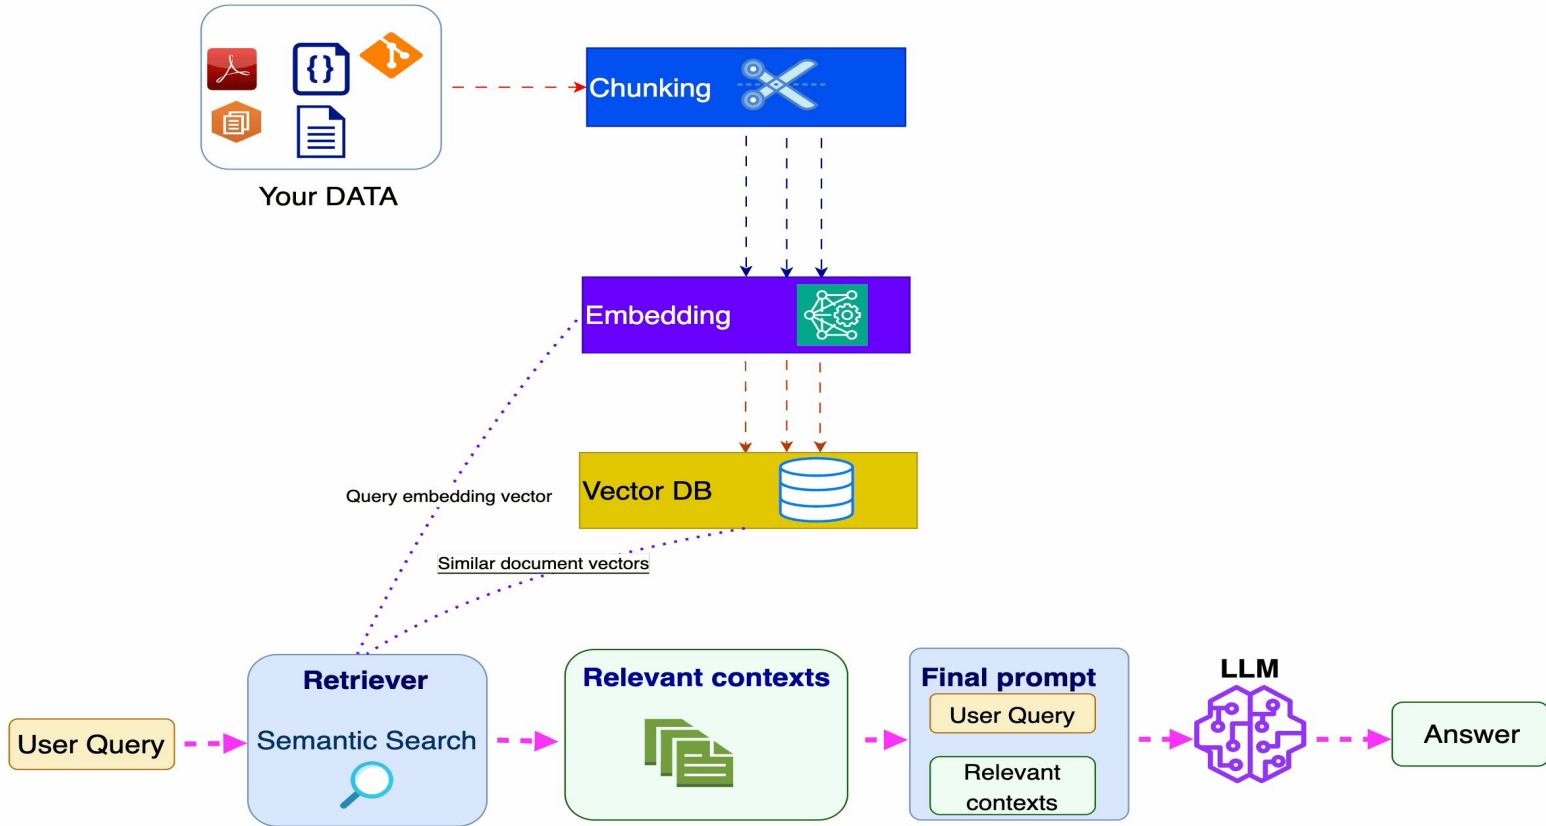 {}
Chunking
Your DATA
Embedding
Vector DB
Query embedding vector
Similar document vectors
User Query
Retriever
Semantic Search
Relevant contexts
Final prompt
User Query
Relevant
contexts
LLM
Answer